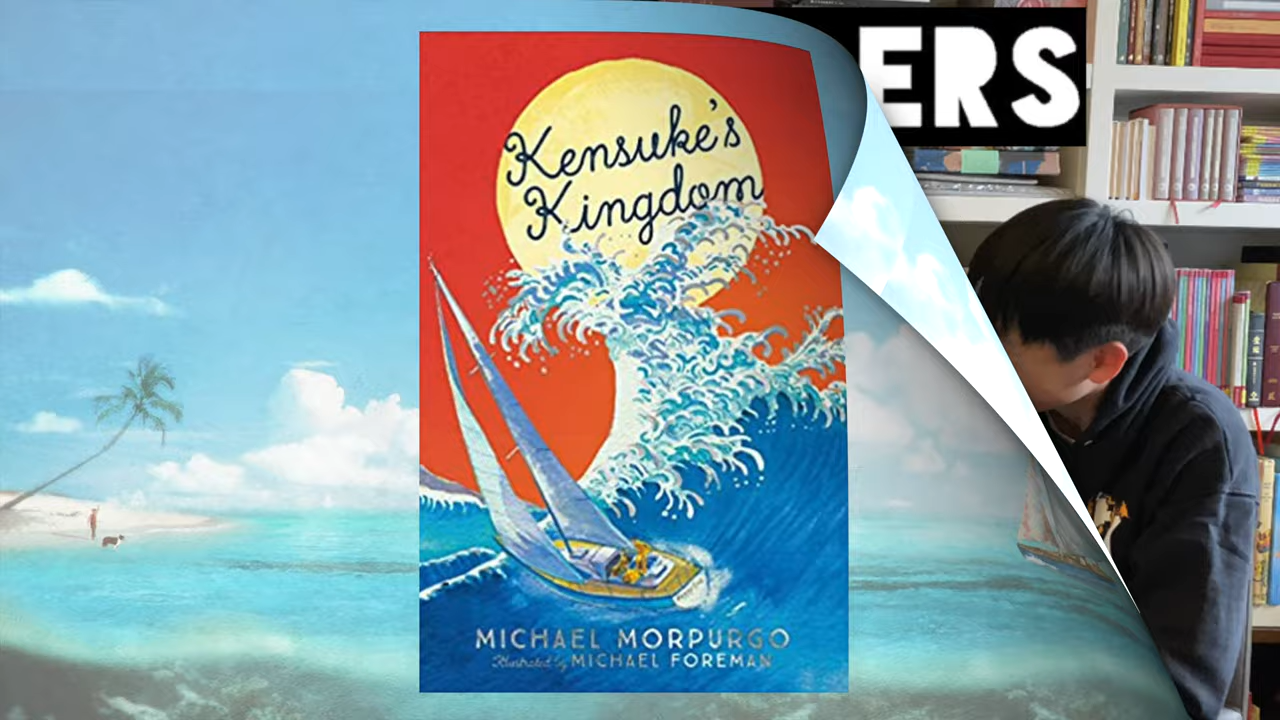 ERS
Kensuke's
Kingdom
MICHAEL MORPURGO
Illustrated by MICHAEL FOREMAN